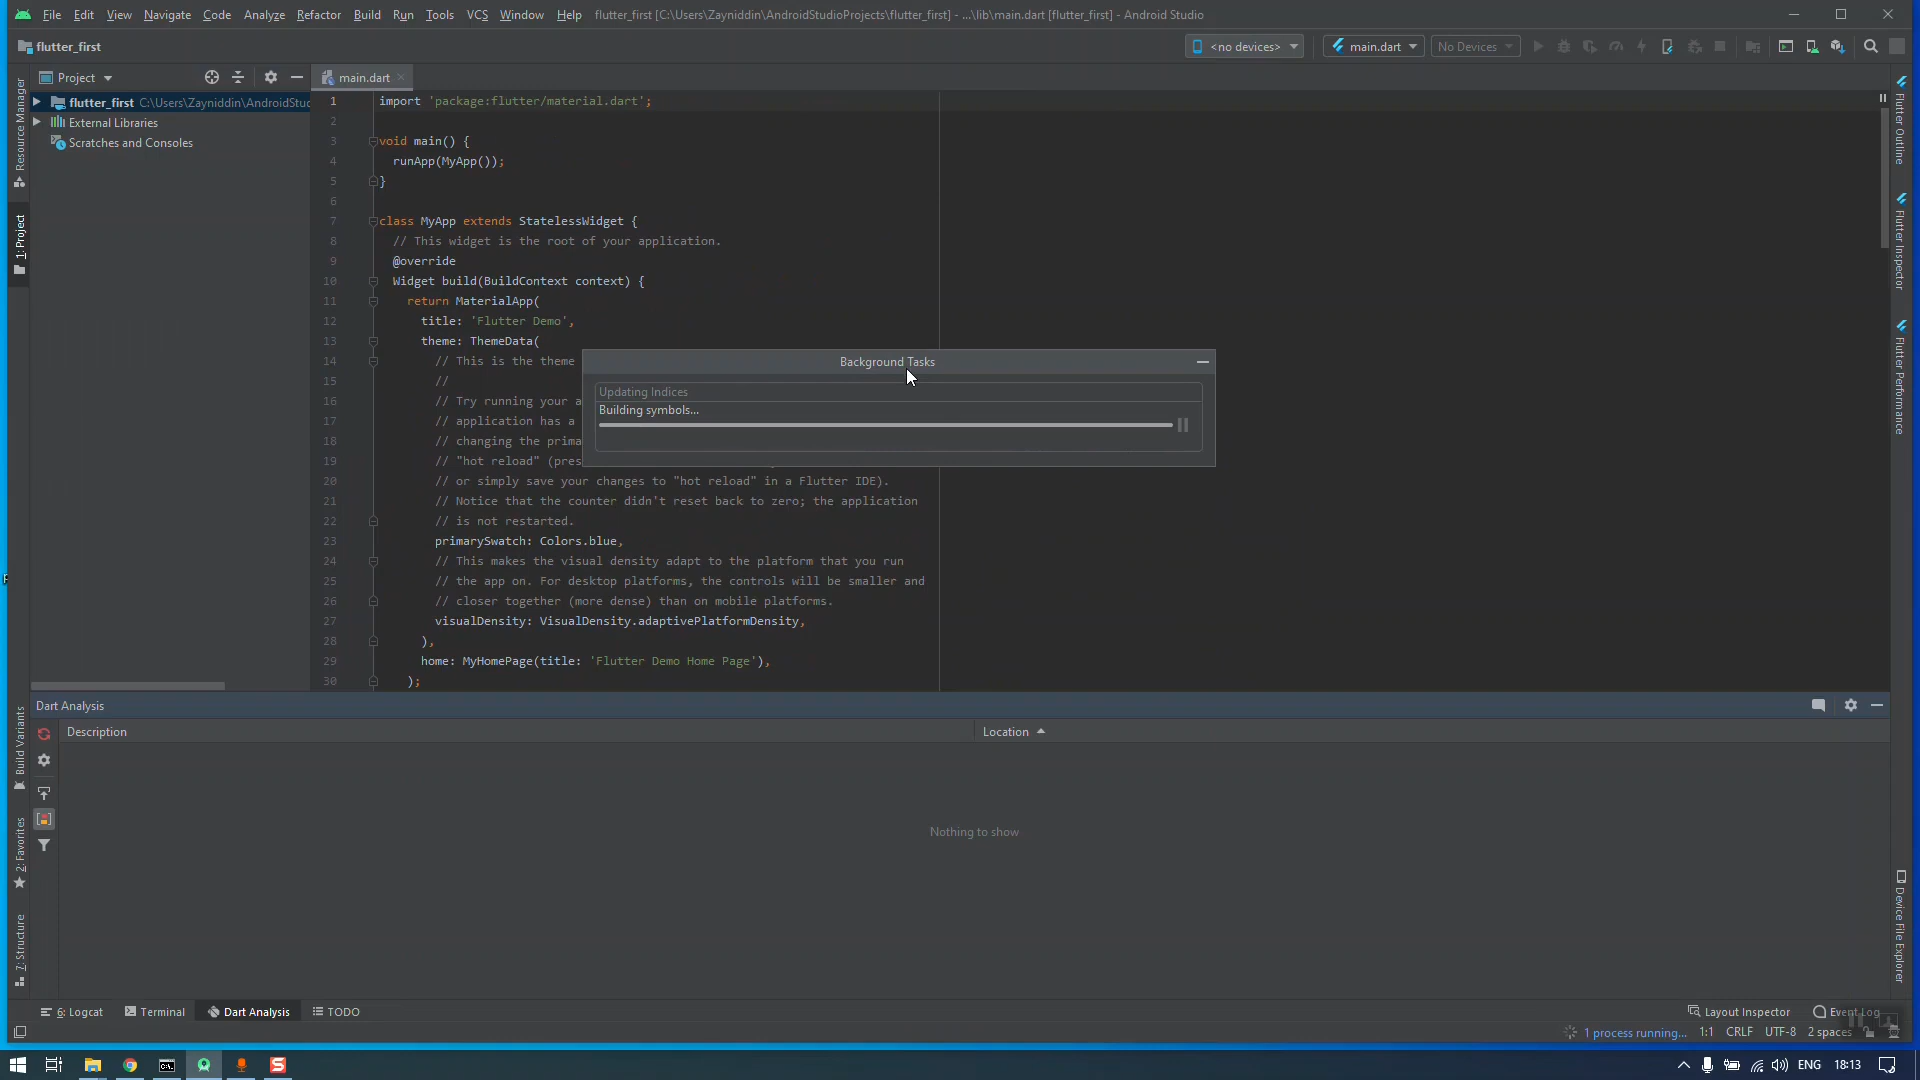 File Edit View Navigate Code Analyze Refactor Build Run Tools VCS Window Help flutter_first [C:\Users\Zayniddin\AndroidStudioProjects\flutter_first] - ...\lib\main.dart [flutter_first] - Android Studio
flutter_first
<no devices>
main.dart
No Devices
Project
main.dart
flutter_first C:\Users\Zayniddin\AndroidStuc
External Libraries
Scratches and Consoles
Resource Manager
1: Project
Build Variants
2: Favorites
7: Structure
1 import 'package:flutter/material.dart';
2
3 void main() {
4 runApp(MyApp());
5 }
6
7 class MyApp extends StatelessWidget {
8 // This widget is the root of your application.
9 @override
10 Widget build(BuildContext context) {
11 return MaterialApp(
12 title: 'Flutter Demo',
13 theme: ThemeData(
14 // This is the theme
15 //
16 // Try running your a
17 // application has a
18 // changing the prima
19 // "hot reload" (pres
20 // or simply save your changes to "hot reload" in a Flutter IDE).
21 // Notice that the counter didn't reset back to zero; the application
22 // is not restarted.
23 primarySwatch: Colors.blue,
24 // This makes the visual density adapt to the platform that you run
25 // the app on. For desktop platforms, the controls will be smaller and
26 // closer together (more dense) than on mobile platforms.
27 visualDensity: VisualDensity.adaptivePlatformDensity,
28 ),
29 home: MyHomePage(title: 'Flutter Demo Home Page'),
30 );
Background Tasks
Updating Indices
Building symbols...
Flutter Outline
Flutter Inspector
Flutter Performance
Device File Explorer
Dart Analysis
Description
Location
Nothing to show
6: Logcat
Terminal
Dart Analysis
TODO
Layout Inspector
Event Log
1 process running...
1:1 CRLF UTF-8 2 spaces
ENG 18:13